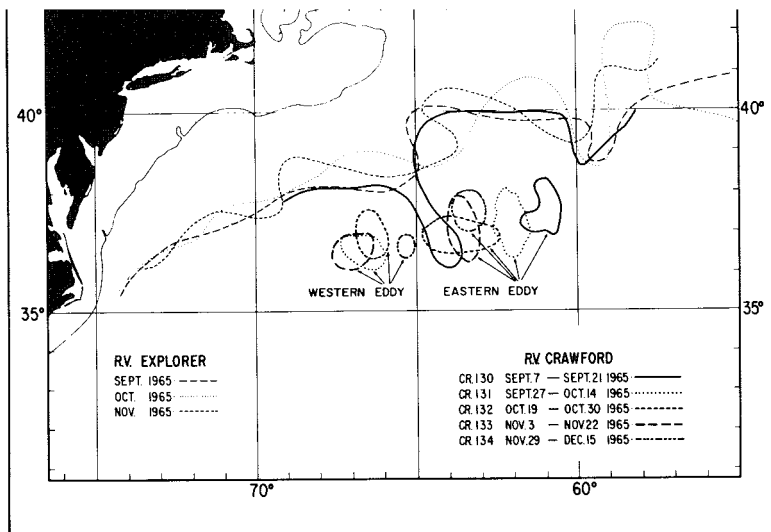 40°
40°
WESTERN EDDY
EASTERN EDDY
35°
35°
R.V. EXPLORER
SEPT. 1965
OCT. 1965
NOV. 1965
R.V. CRAWFORD
CR.130 SEPT.7 — SEPT.21 1965
CR.131 SEPT.27 — OCT.14 1965
CR.132 OCT.19 — OCT.30 1965
CR.133 NOV.3 — NOV.22 1965
CR.134 NOV.29 — DEC.15 1965
70°
60°